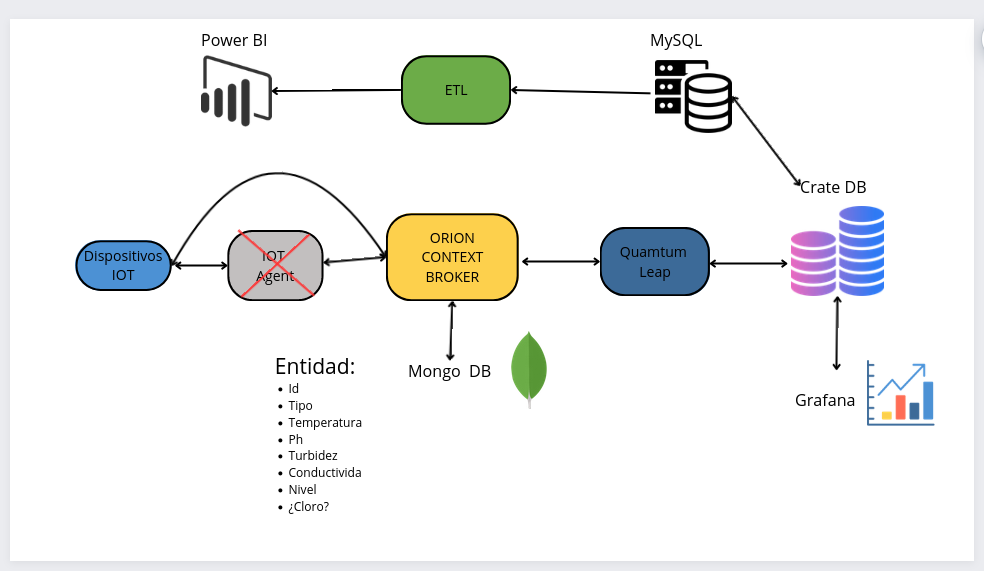 Power BI
ETL
MySQL
Crate DB
Dispositivos
IOT
IOT
Agent
ORION
CONTEXT
BROKER
Quamtum
Leap
Mongo DB
Grafana
Entidad:
Id
Tipo
Temperatura
Ph
Turbidez
Conductivida
Nivel
¿Cloro?